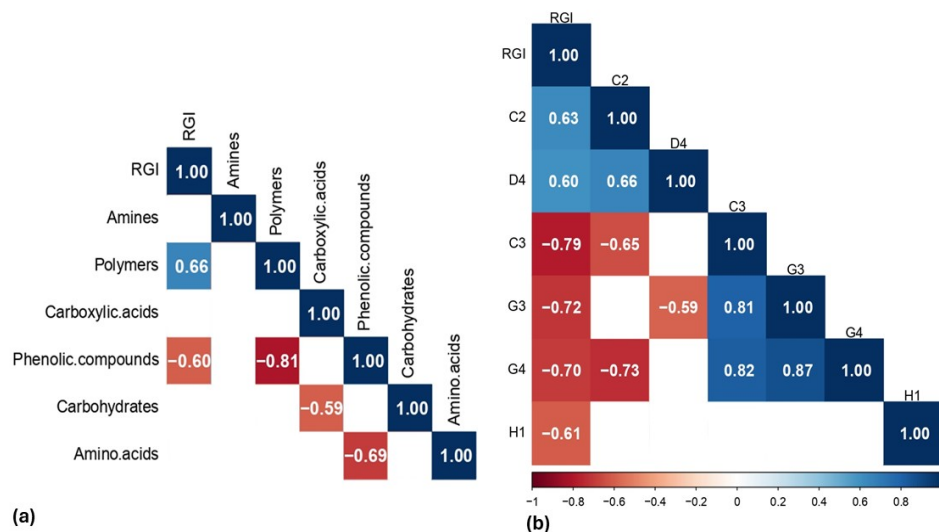 RGI
Amines
Polymers
Carboxylic.acids
Phenolic.compounds
Carbohydrates
Amino.acids
RGI 1.00
Amines 1.00
Polymers 0.66 1.00
Carboxylic.acids 1.00
Phenolic.compounds −0.60 −0.81 1.00
Carbohydrates −0.59 1.00
Amino.acids −0.69 1.00
(a)
RGI
RGI 1.00
C2
C2 0.63 1.00
D4
D4 0.60 0.66 1.00
C3
C3 −0.79 −0.65 1.00
G3
G3 −0.72 −0.59 0.81 1.00
G4
G4 −0.70 −0.73 0.82 0.87 1.00
H1
H1 −0.61 1.00
−1 −0.8 −0.6 −0.4 −0.2 0 0.2 0.4 0.6 0.8
(b)